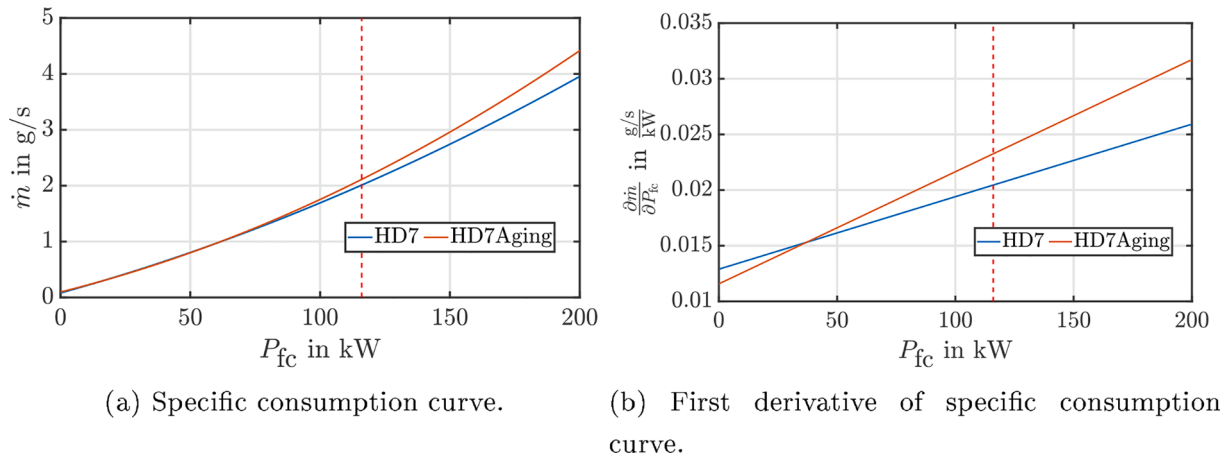 5
4
3
2
1
0
ṁ in g/s
HD7 HD7Aging
0 50 100 150 200
P_fc in kW
(a) Specific consumption curve.
0.035
0.03
0.025
0.02
0.015
0.01
∂ṁ/∂P_fc in g/s/kW
HD7 HD7Aging
0 50 100 150 200
P_fc in kW
(b) First derivative of specific consumption
curve.